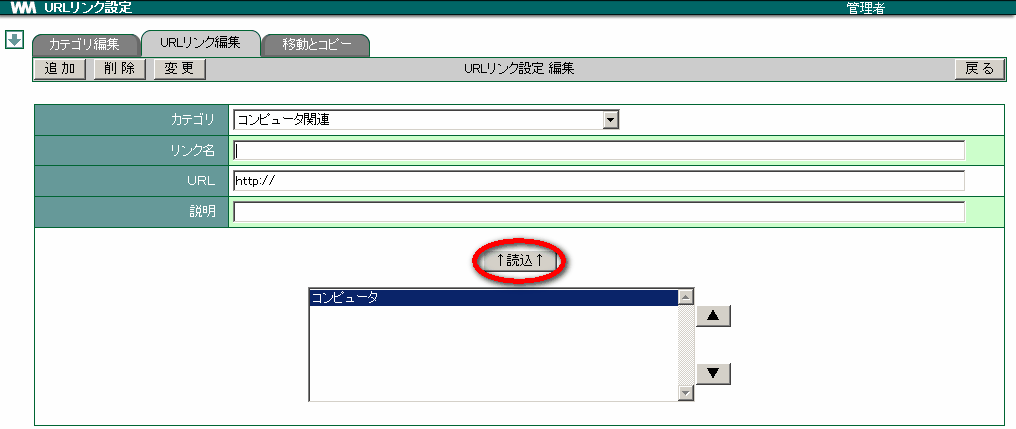 WM URLリンク設定 管理者
カテゴリ編集 URLリンク編集 移動とコピー
追加 削除 変更 URLリンク設定 編集 戻る
カテゴリ コンピュータ関連
リンク名
URL http://
説明
↑読込↑
コンピュータ
▲
▼